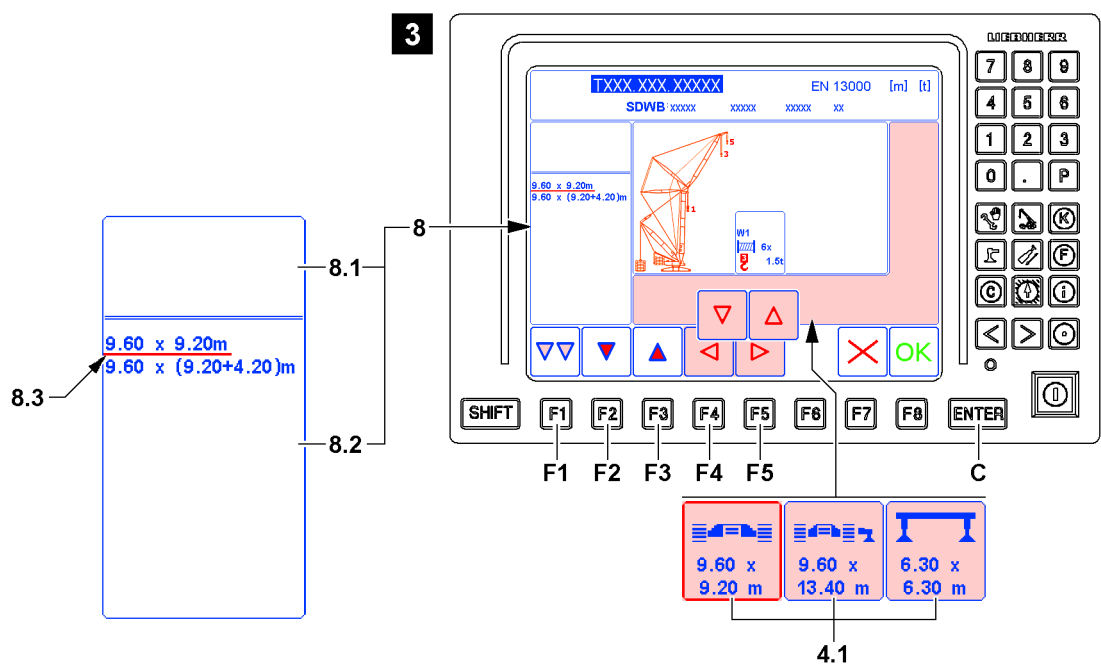 3
LIEBHERR
TXXX.XXX.XXXXX EN 13000 [m] [t]
SDWB xxxxx xxxxx xxxxx xx
5
3
1
9.60 x 9.20m
9.60 x (9.20+4.20)m
W1
6x
3
1.5t
OK
7 8 9
4 5 6
1 2 3
0 . P
K
F
C i
SHIFT F1 F2 F3 F4 F5 F6 F7 F8 ENTER
F1 F2 F3 F4 F5 C
8
8.1
9.60 x 9.20m
9.60 x (9.20+4.20)m
8.3
8.2
9.60 x
9.20 m
9.60 x
13.40 m
6.30 x
6.30 m
4.1